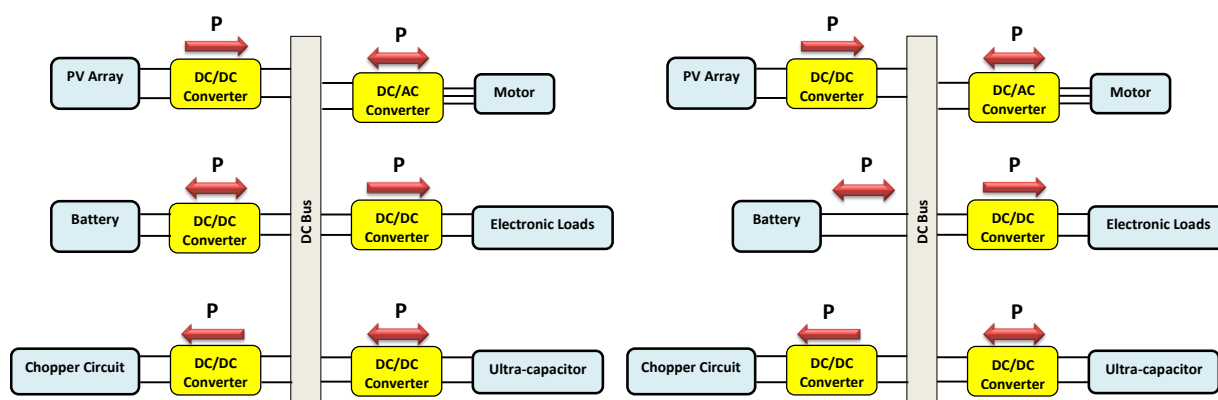 P
P
PV Array
DC/DC
Converter
DC/AC
Converter
Motor
P
P
Battery
DC/DC
Converter
DC Bus
DC/DC
Converter
Electronic Loads
P
P
Chopper Circuit
DC/DC
Converter
DC/DC
Converter
Ultra-capacitor
P
P
PV Array
DC/DC
Converter
DC/AC
Converter
Motor
P
P
Battery
DC Bus
DC/DC
Converter
Electronic Loads
P
P
Chopper Circuit
DC/DC
Converter
DC/DC
Converter
Ultra-capacitor